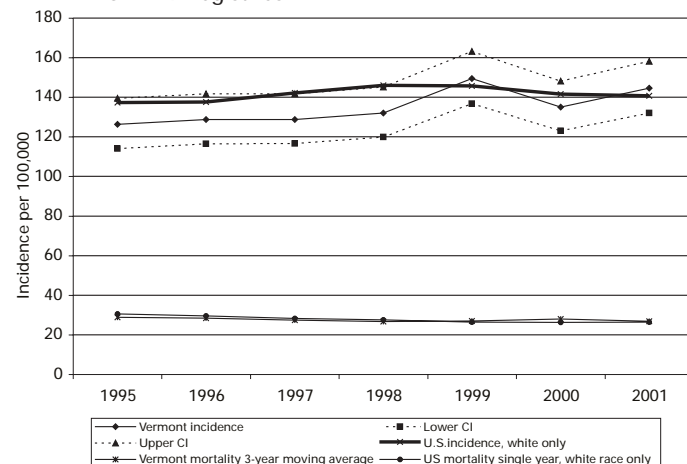 180
160
140
120
100
80
60
40
20
0
Incidence per 100,000
1995 1996 1997 1998 1999 2000 2001
Vermont incidence Lower CI
Upper CI U.S.incidence, white only
Vermont mortality 3-year moving average US mortality single year, white race only